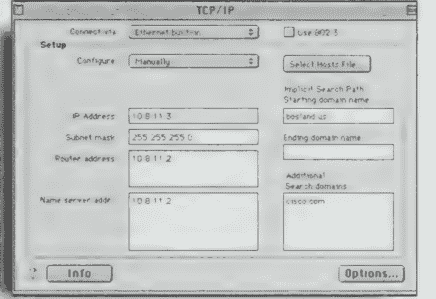 TCP/IP
Connect via: Ethernet built-in
Use 802.3
Setup
Configure: Manually
Select Hosts File...
Implicit Search Path:
Starting domain name:
IP Address: 10.8.11.3
Subnet mask: 255.255.255.0
Ending domain name:
Router address: 10.8.11.2
Additional
Search domains:
Name server addr.: 10.8.11.2
cisco.com
Info
Options...